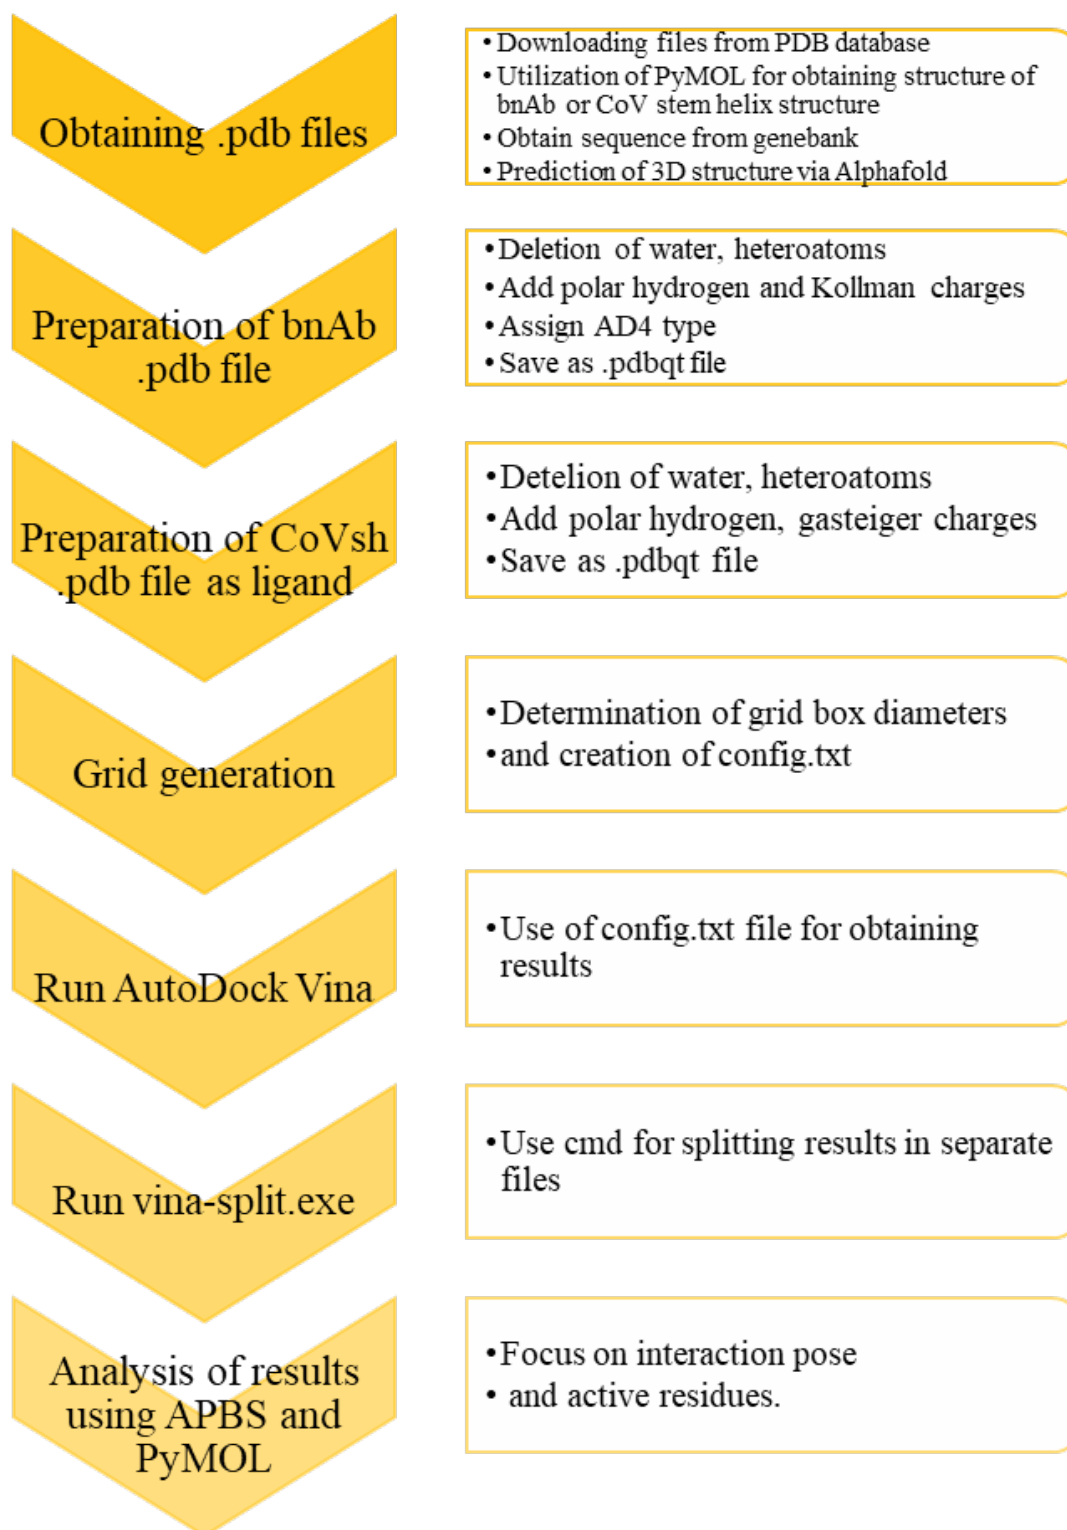 Obtaining .pdb files
• Downloading files from PDB database
• Utilization of PyMOL for obtaining structure of
bnAb or CoV stem helix structure
• Obtain sequence from genebank
• Prediction of 3D structure via Alphafold
Preparation of bnAb
.pdb file
• Deletion of water, heteroatoms
• Add polar hydrogen and Kollman charges
• Assign AD4 type
• Save as .pdbqt file
Preparation of CoVsh
.pdb file as ligand
• Detelion of water, heteroatoms
• Add polar hydrogen, gasteiger charges
• Save as .pdbqt file
Grid generation
• Determination of grid box diameters
• and creation of config.txt
Run AutoDock Vina
• Use of config.txt file for obtaining
results
Run vina-split.exe
• Use cmd for splitting results in separate
files
Analysis of results
using APBS and
PyMOL
• Focus on interaction pose
• and active residues.